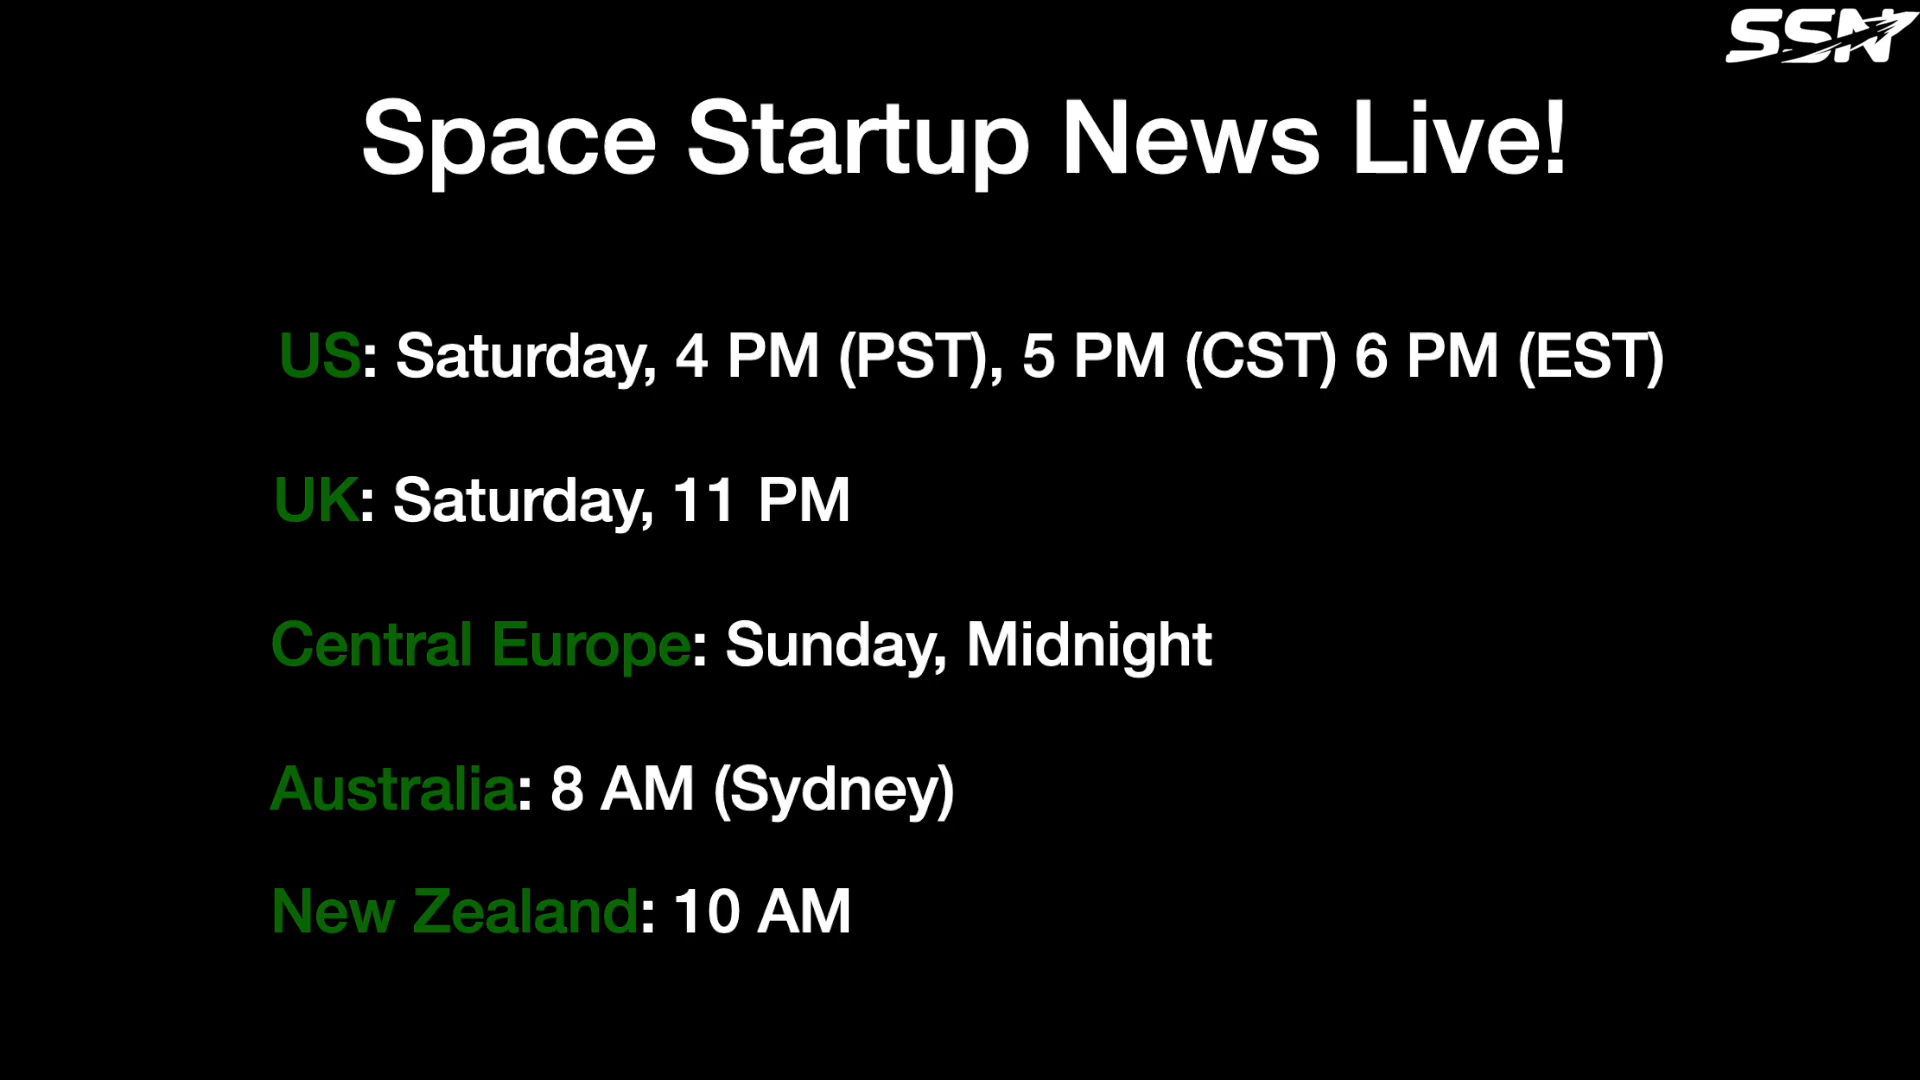 SSN
Space Startup News Live!
US: Saturday, 4 PM (PST), 5 PM (CST) 6 PM (EST)
UK: Saturday, 11 PM
Central Europe: Sunday, Midnight
Australia: 8 AM (Sydney)
New Zealand: 10 AM